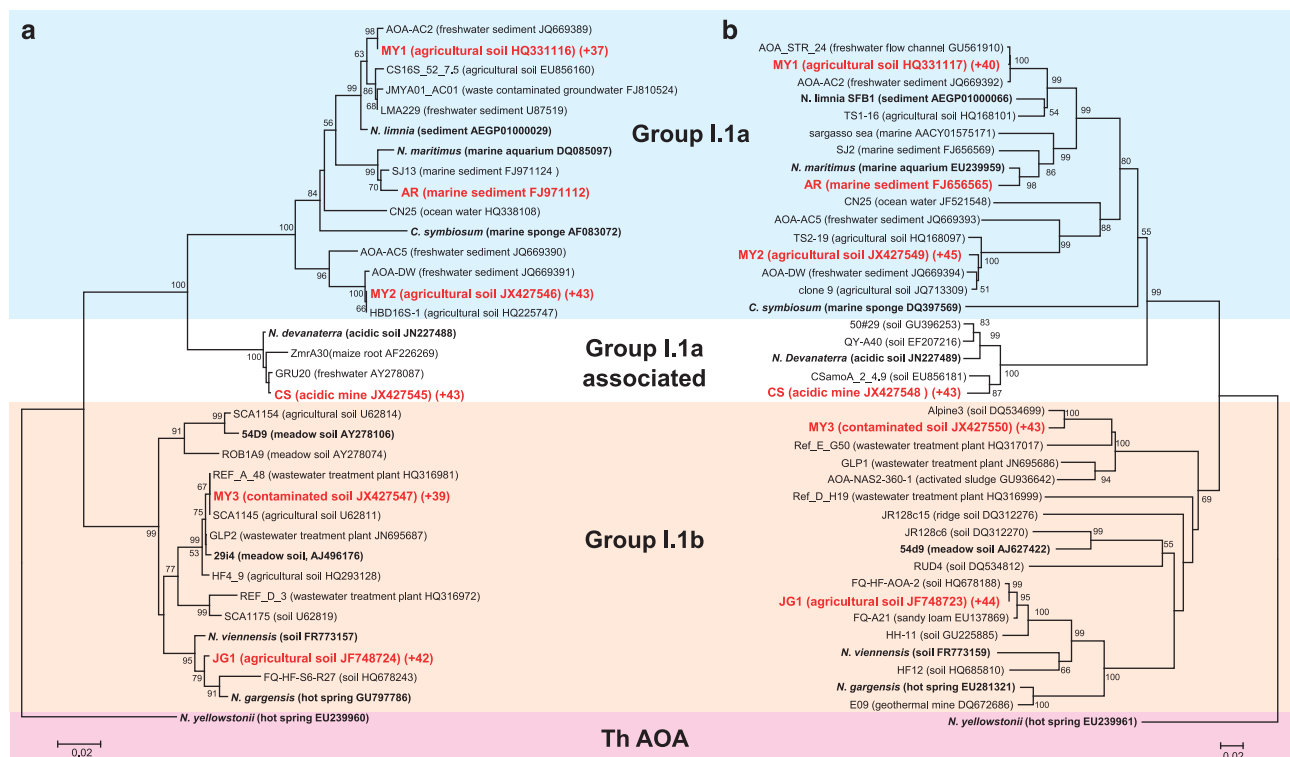 a
98
AOA-AC2 (freshwater sediment JQ669389)
MY1 (agricultural soil HQ331116) (+37)
63
CS16S_52_7.5 (agricultural soil EU856160)
99
86
JMYA01_AC01 (waste contaminated groundwater FJ810524)
68
LMA229 (freshwater sediment U87519)
56
N. limnia (sediment AEGP01000029)
N. maritimus (marine aquarium DQ085097)
99
SJ13 (marine sediment FJ971124 )
70
AR (marine sediment FJ971112)
84
CN25 (ocean water HQ338108)
100
C. symbiosum (marine sponge AF083072)
AOA-AC5 (freshwater sediment JQ669390)
96
AOA-DW (freshwater sediment JQ669391)
100
MY2 (agricultural soil JX427546) (+43)
66
HBD16S-1 (agricultural soil HQ225747)
100
N. devanaterra (acidic soil JN227488)
ZmrA30(maize root AF226269)
100
GRU20 (freshwater AY278087)
CS (acidic mine JX427545) (+43)
SCA1154 (agricultural soil U62814)
99
91
54D9 (meadow soil AY278106)
ROB1A9 (meadow soil AY278074)
REF_A_48 (wastewater treatment plant HQ316981)
67
MY3 (contaminated soil JX427547) (+39)
75
SCA1145 (agricultural soil U62811)
99
GLP2 (wastewater treatment plant JN695687)
99
53
29i4 (meadow soil, AJ496176)
77
HF4_9 (agricultural soil HQ293128)
REF_D_3 (wastewater treatment plant HQ316972)
99
SCA1175 (soil U62819)
N. viennensis (soil FR773157)
95
JG1 (agricultural soil JF748724) (+42)
79
FQ-HF-S6-R27 (soil HQ678243)
91
N. gargensis (hot spring GU797786)
N. yellowstonii (hot spring EU239960)
0.02
Group I.1a
Group I.1a
associated
Group I.1b
Th AOA
b
AOA_STR_24 (freshwater flow channel GU561910)
MY1 (agricultural soil HQ331117) (+40)
100
AOA-AC2 (freshwater sediment JQ669392)
99
N. limnia SFB1 (sediment AEGP01000066)
54
TS1-16 (agricultural soil HQ168101)
99
sargasso sea (marine AACY01575171)
SJ2 (marine sediment FJ656569)
99
N. maritimus (marine aquarium EU239959)
86
80
AR (marine sediment FJ656565)
98
CN25 (ocean water JF521548)
AOA-AC5 (freshwater sediment JQ669393)
88
TS2-19 (agricultural soil HQ168097)
55
99
MY2 (agricultural soil JX427549) (+45)
100
AOA-DW (freshwater sediment JQ669394)
clone 9 (agricultural soil JQ713309)
51
C. symbiosum (marine sponge DQ397569)
99
50#29 (soil GU396253)
83
QY-A40 (soil EF207216)
99
N. Devanaterra (acidic soil JN227489)
CSamoA_2_4.9 (soil EU856181)
100
CS (acidic mine JX427548 ) (+43)
87
Alpine3 (soil DQ534699)
100
MY3 (contaminated soil JX427550) (+43)
Ref_E_G50 (wastewater treatment plant HQ317017)
100
GLP1 (wastewater treatment plant JN695686)
AOA-NAS2-360-1 (activated sludge GU936642)
94
Ref_D_H19 (wastewater treatment plant HQ316999)
69
JR128c15 (ridge soil DQ312276)
JR128c6 (soil DQ312270)
99
54d9 (meadow soil AJ627422)
55
RUD4 (soil DQ534812)
FQ-HF-AOA-2 (soil HQ678188)
99
JG1 (agricultural soil JF748723) (+44)
95
FQ-A21 (sandy loam EU137869)
100
HH-11 (soil GU225885)
99
N. viennensis (soil FR773159)
HF12 (soil HQ685810)
66
100
N. gargensis (hot spring EU281321)
E09 (geothermal mine DQ672686)
100
N. yellowstonii (hot spring EU239961)
0.02